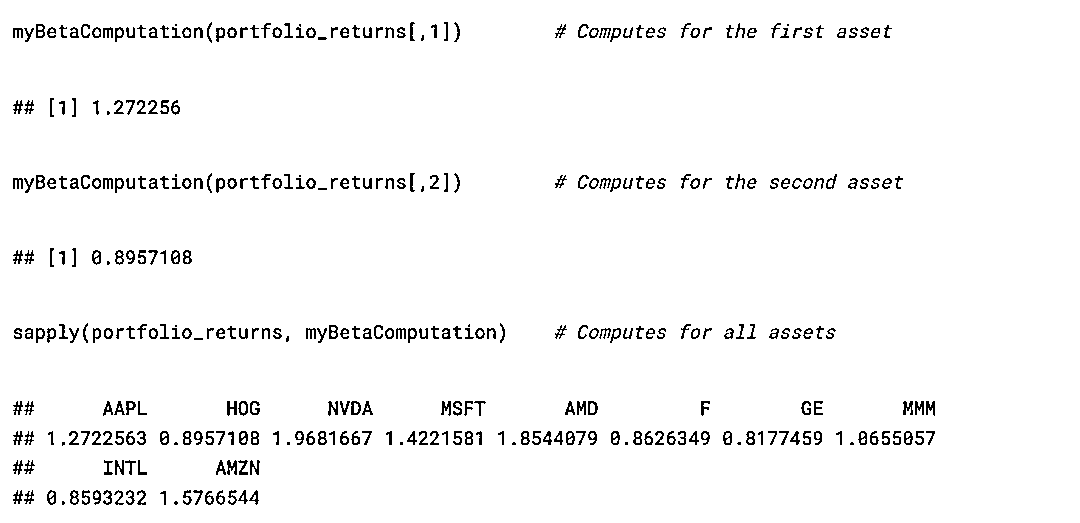 myBetaComputation(portfolio_returns[,1]) # Computes for the first asset
## [1] 1.272256
myBetaComputation(portfolio_returns[,2]) # Computes for the second asset
## [1] 0.8957108
sapply(portfolio_returns, myBetaComputation) # Computes for all assets
## AAPL HOG NVDA MSFT AMD F GE MMM
## 1.2722563 0.8957108 1.9681667 1.4221581 1.8544079 0.8626349 0.8177459 1.0655057
## INTL AMZN
## 0.8593232 1.5766544